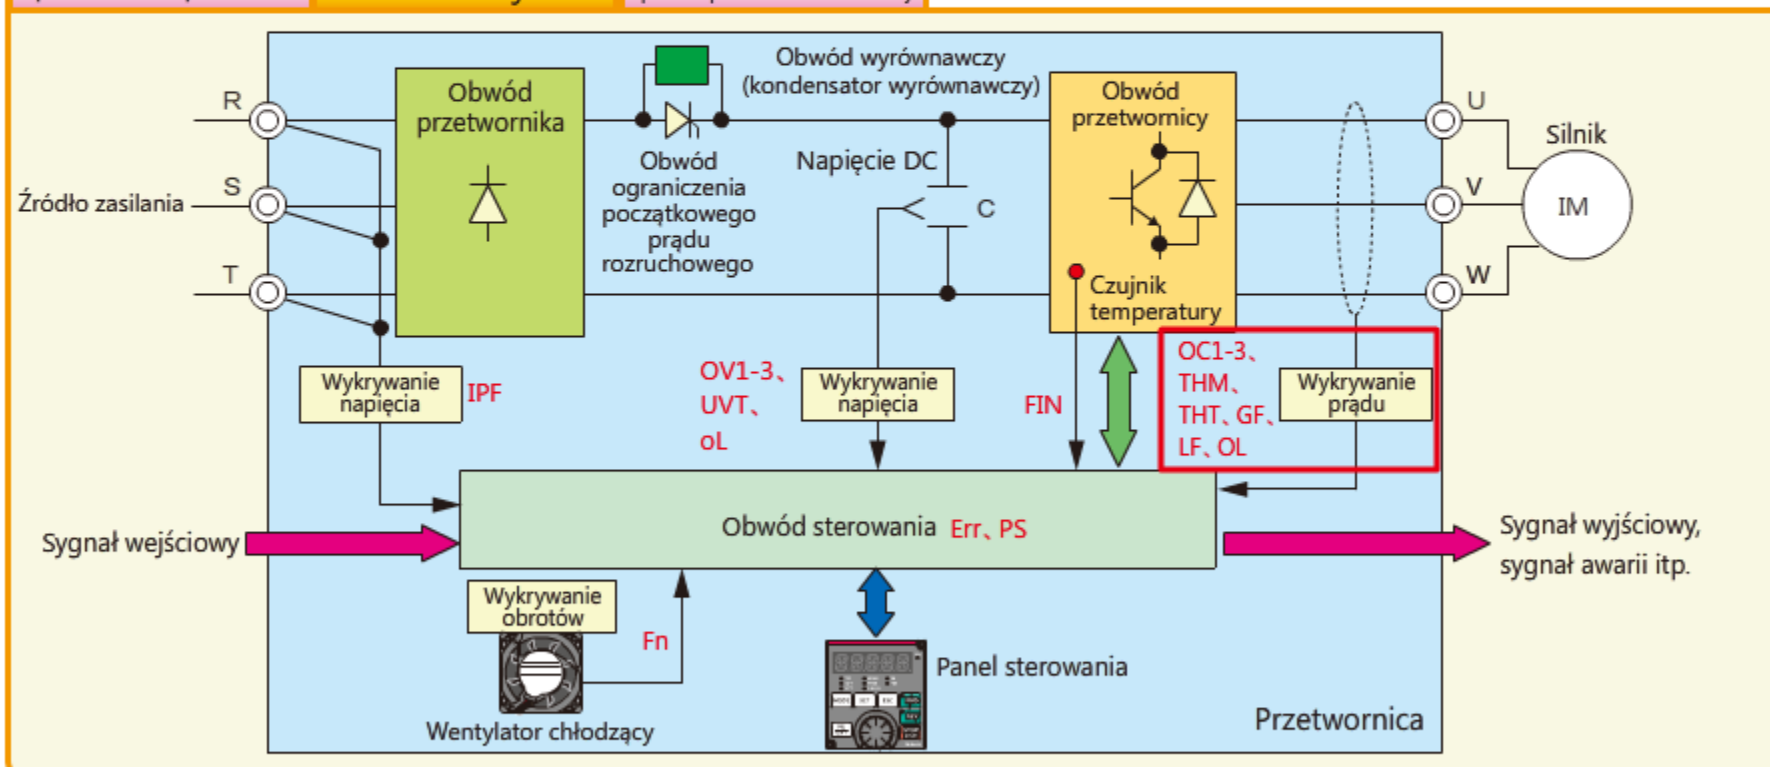 Obwód wyrównawczy
(kondensator wyrównawczy)
Obwód
przetwornika
Obwód
przetwornicy
R
U
Silnik
Obwód
ograniczenia
początkowego
prądu
rozruchowego
Napięcie DC
S
V
Źródło zasilania
C
IM
T
W
Czujnik
temperatury
Wykrywanie
napięcia
IPF
OV1-3、
UVT、
oL
Wykrywanie
napięcia
FIN
OC1-3、
THM、
THT、GF、
LF、OL
Wykrywanie
prądu
Sygnał wejściowy
Obwód sterowania Err、PS
Sygnał wyjściowy,
sygnał awarii itp.
Wykrywanie
obrotów
Fn
Panel sterowania
Wentylator chłodzący
Przetwornica